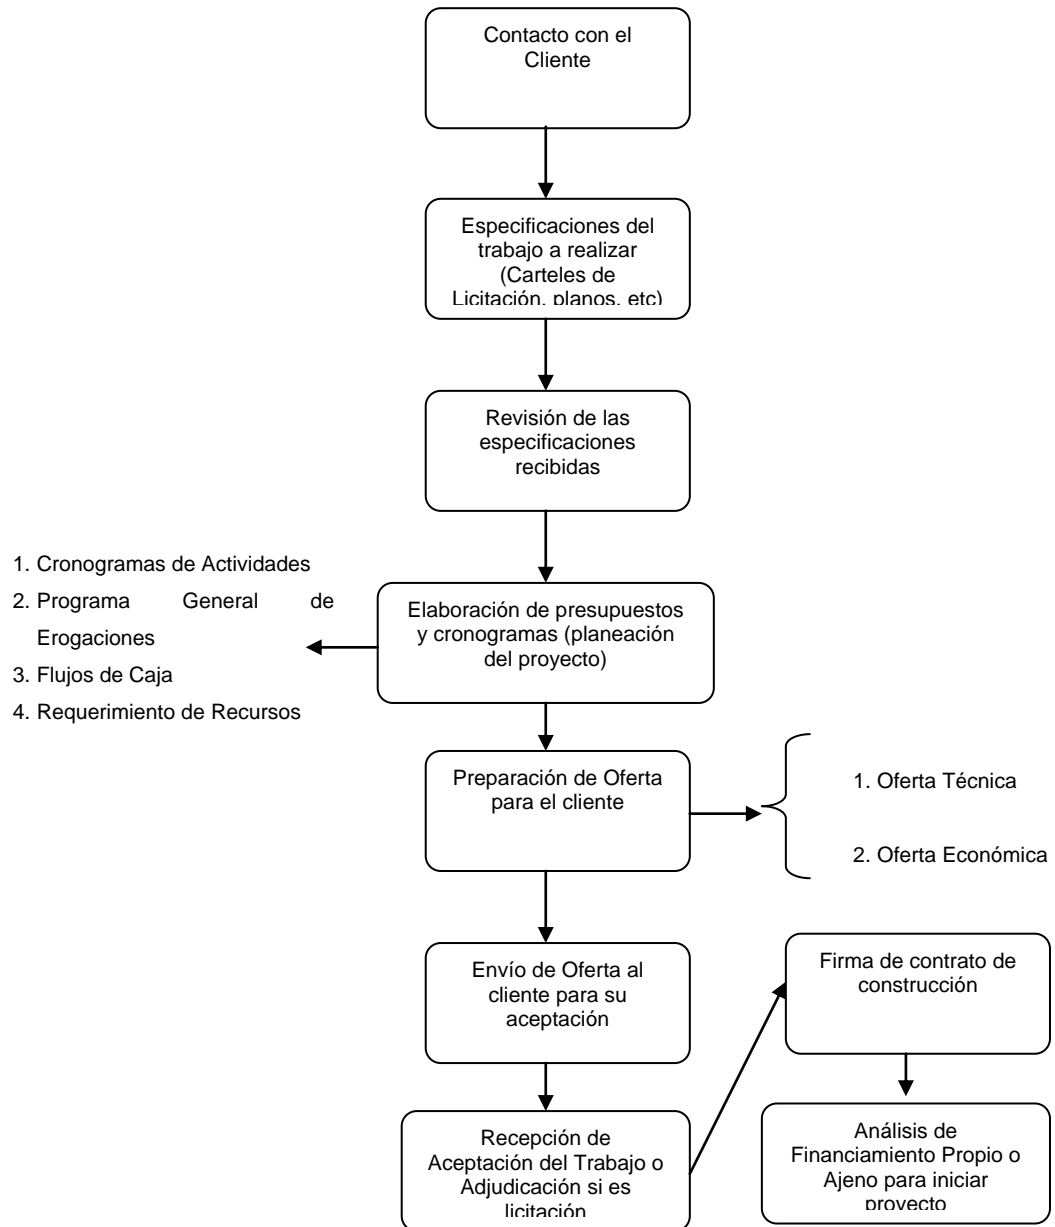 Contacto con el
Cliente
Especificaciones del
trabajo a realizar
(Carteles de
Licitación, planos, etc)
Revisión de las
especificaciones
recibidas
1. Cronogramas de Actividades
2. Programa General de
Erogaciones
3. Flujos de Caja
4. Requerimiento de Recursos
Elaboración de presupuestos
y cronogramas (planeación
del proyecto)
Preparación de Oferta
para el cliente
1. Oferta Técnica
2. Oferta Económica
Envío de Oferta al
cliente para su
aceptación
Recepción de
Aceptación del Trabajo o
Adjudicación si es
licitación
Firma de contrato de
construcción
Análisis de
Financiamiento Propio o
Ajeno para iniciar
proyecto